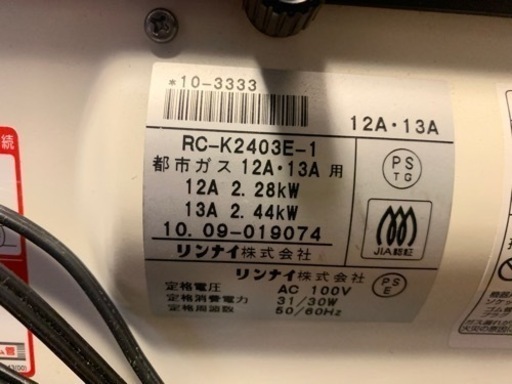 *10-3333
12A・13A
RC-K2403E-1
都市ガス 12A・13A 用
12A 2.28kW
13A 2.44kW
10.09-019074
リンナイ株式会社
PS
TG
JIA認証
リンナイ株式会社
定格電圧 AC 100V
定格消費電力 31/30W
定格周波数 50/60Hz
PS
E
続